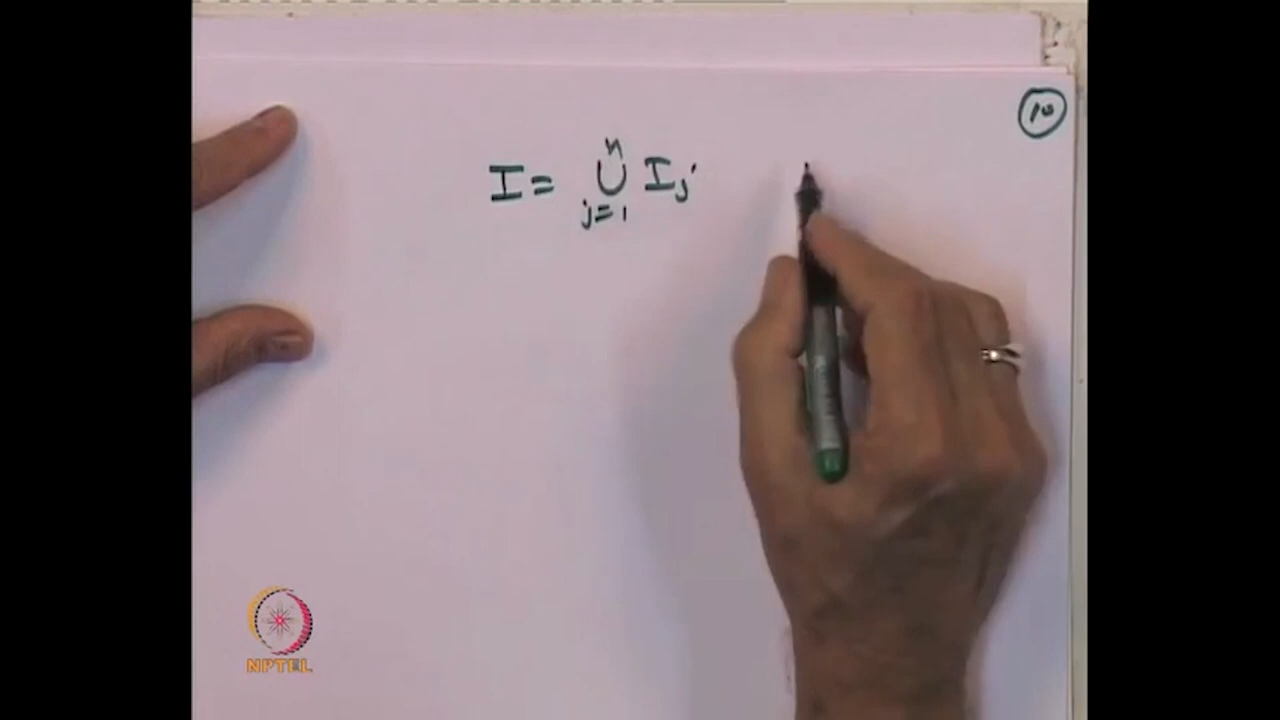 10
I = ⋃_{j=1}^{n} I_j
NPTEL